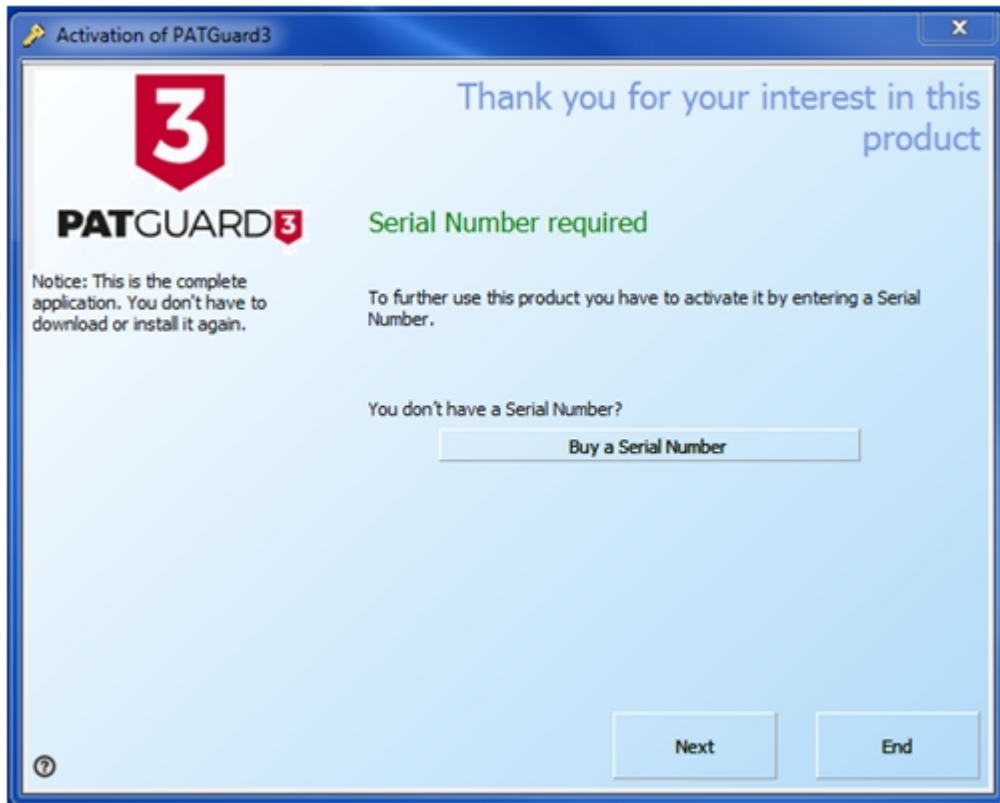 Activation of PATGuard3
x
3
PATGUARD3
Notice: This is the complete
application. You don't have to
download or install it again.
Thank you for your interest in this
product
Serial Number required
To further use this product you have to activate it by entering a Serial
Number.
You don't have a Serial Number?
Buy a Serial Number
Next
End
?